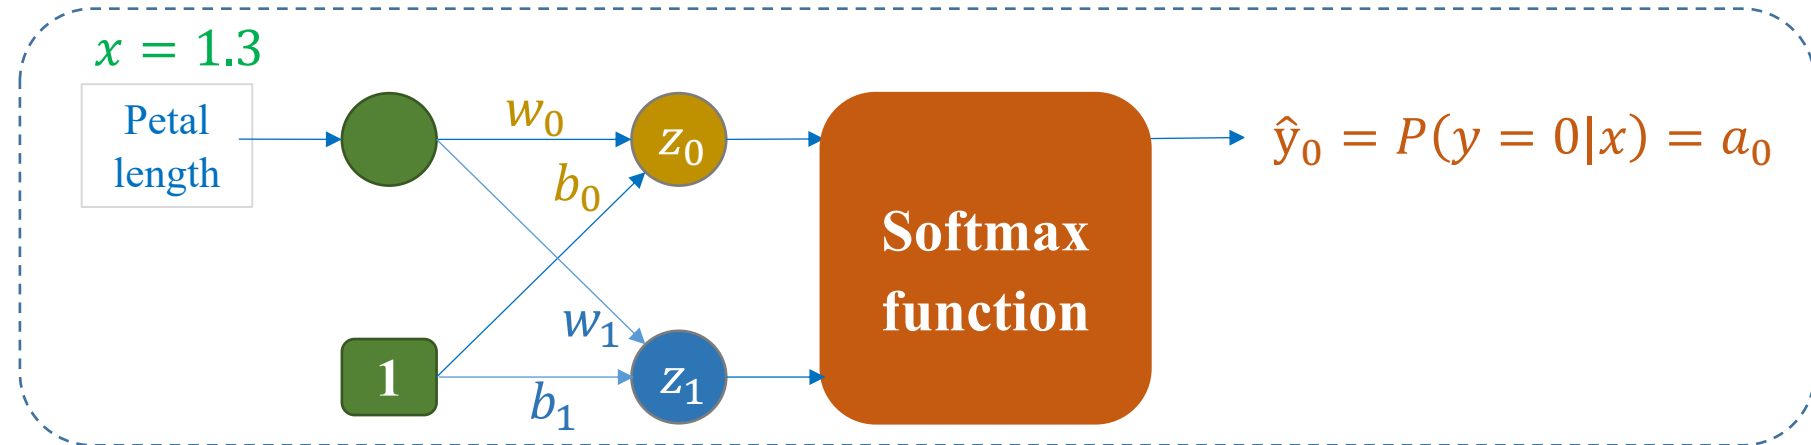 x = 1.3
Petal
length
w₀
z₀
b₀
ŷ₀ = P(y = 0|x) = a₀
Softmax
function
w₁
1
z₁
b₁